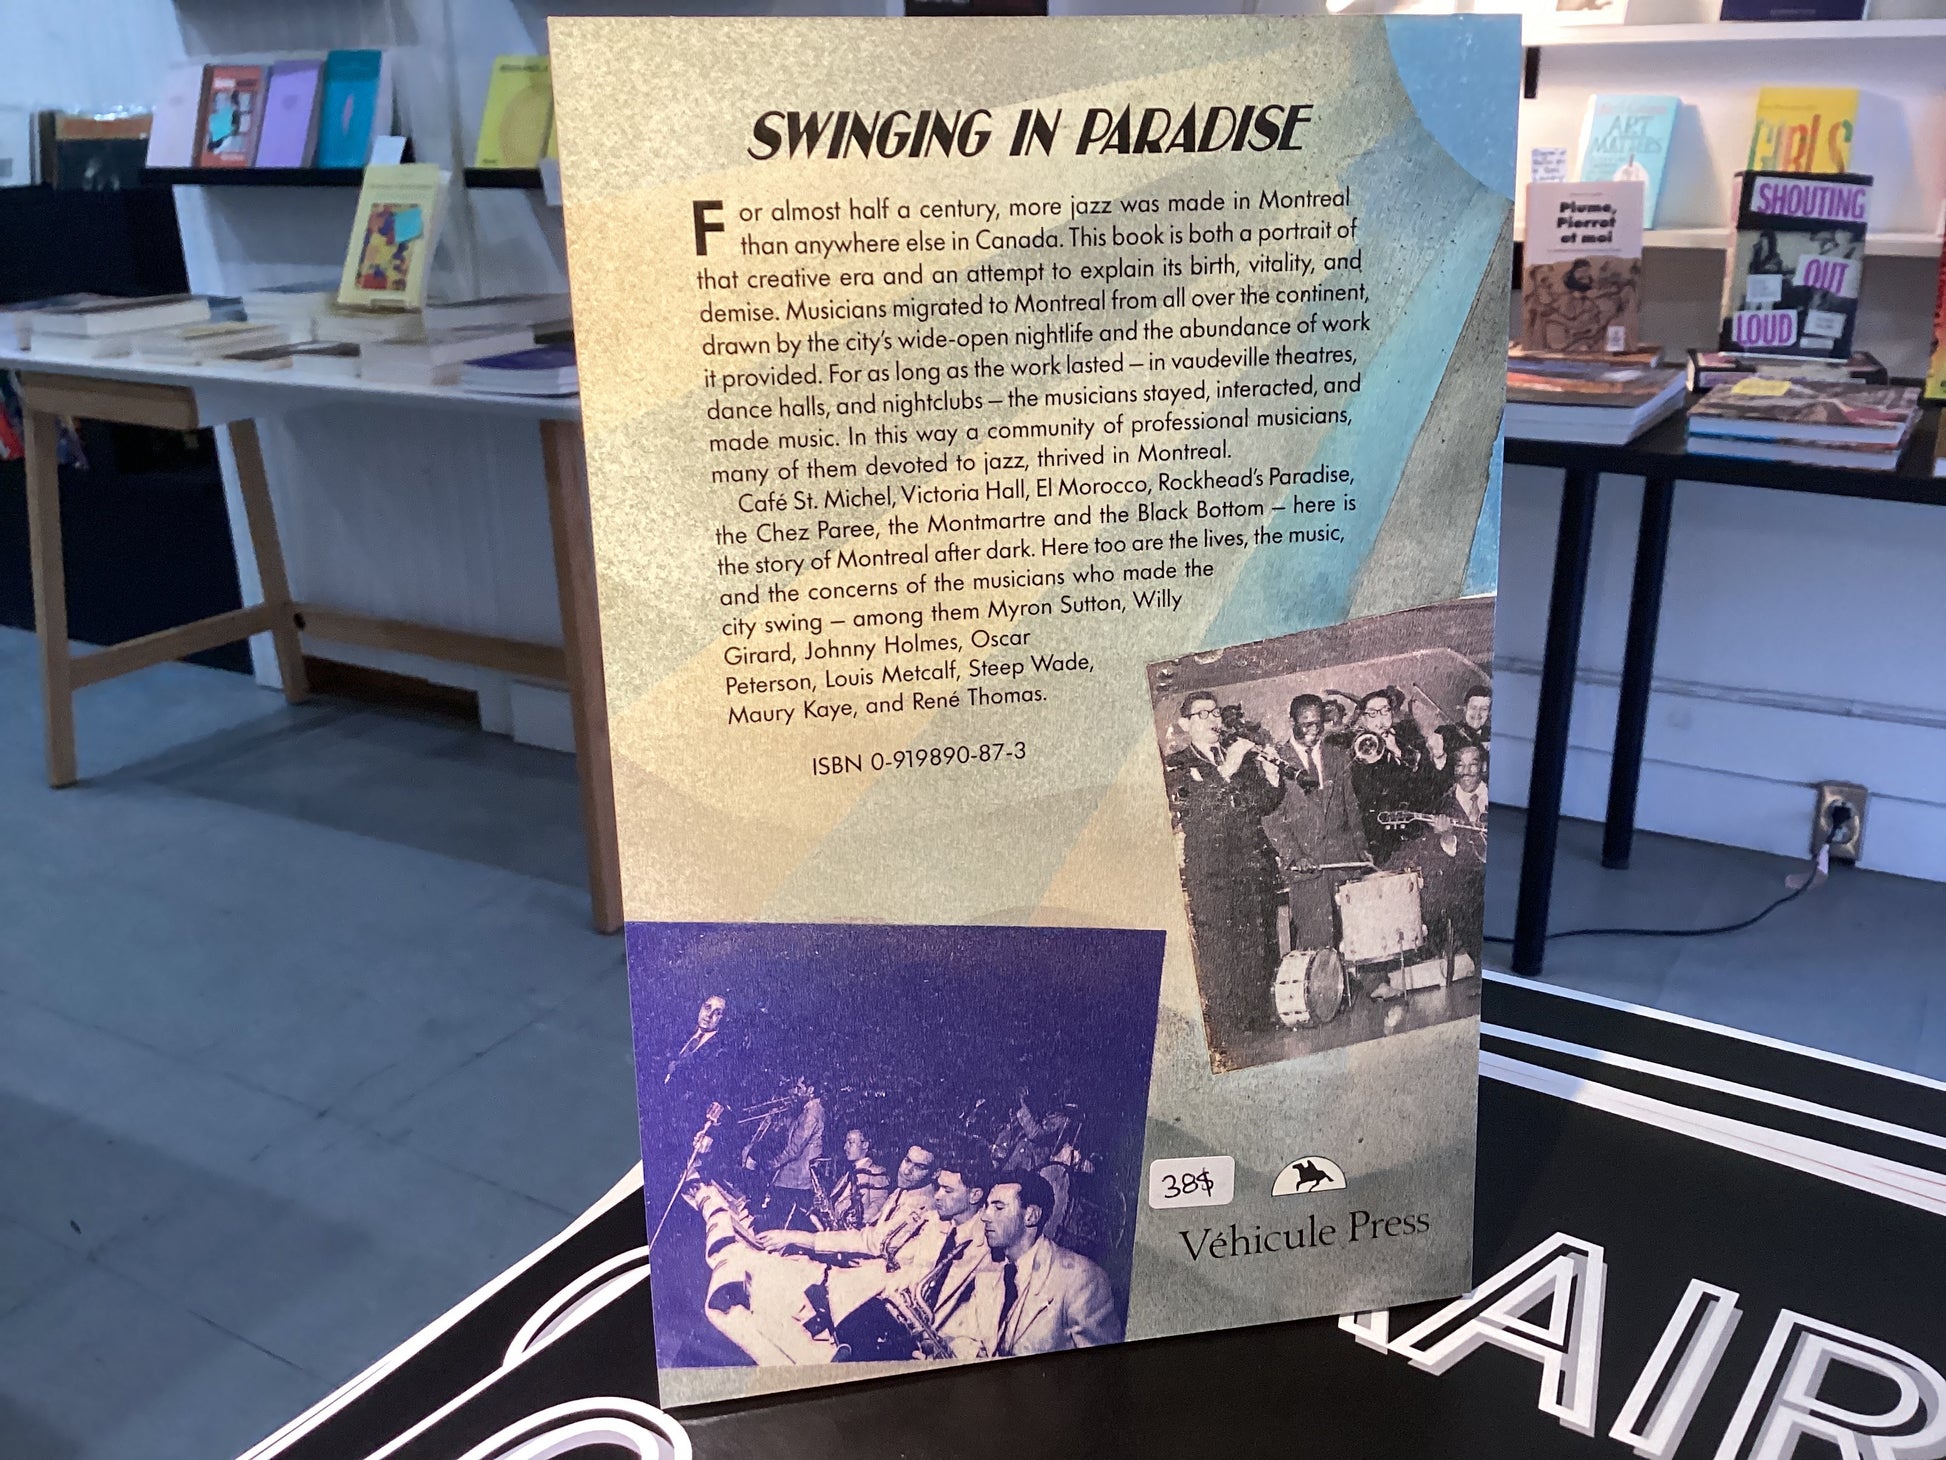 SWINGING IN PARADISE
For almost half a century, more jazz was made in Montreal
than anywhere else in Canada. This book is both a portrait of
that creative era and an attempt to explain its birth, vitality, and
demise. Musicians migrated to Montreal from all over the continent,
drawn by the city's wide-open nightlife and the abundance of work
it provided. For as long as the work lasted – in vaudeville theatres,
dance halls, and nightclubs – the musicians stayed, interacted, and
made music. In this way a community of professional musicians,
many of them devoted to jazz, thrived in Montreal.
Café St. Michel, Victoria Hall, El Morocco, Rockhead's Paradise,
the Chez Paree, the Montmartre and the Black Bottom – here is
the story of Montreal after dark. Here too are the lives, the music,
and the concerns of the musicians who made the
city swing – among them Myron Sutton, Willy
Girard, Johnny Holmes, Oscar
Peterson, Louis Metcalf, Steep Wade,
Maury Kaye, and René Thomas.
ISBN 0-919890-87-3
38$
Véhicule Press
ART
MATTERS
GIRLS
Plume,
Pierrot
et moi
SHOUTING
OUT
LOUD
AIR